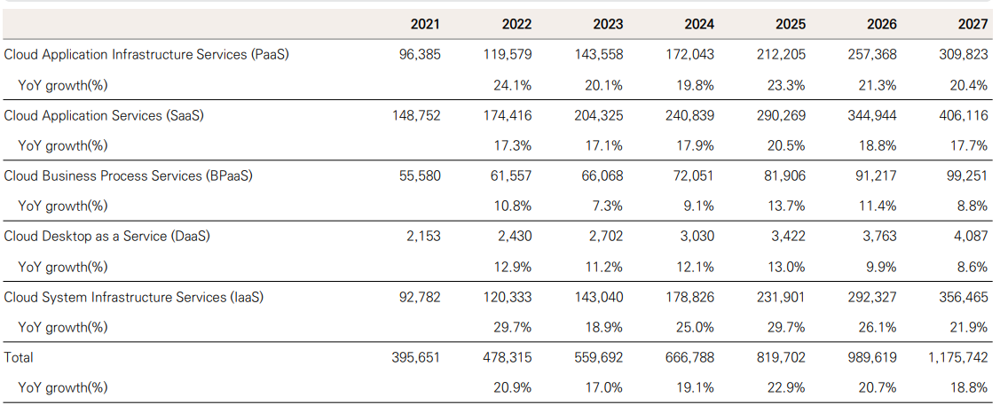 2021 2022 2023 2024 2025 2026 2027
Cloud Application Infrastructure Services (PaaS) 96,385 119,579 143,558 172,043 212,205 257,368 309,823
YoY growth(%) 24.1% 20.1% 19.8% 23.3% 21.3% 20.4%
Cloud Application Services (SaaS) 148,752 174,416 204,325 240,839 290,269 344,944 406,116
YoY growth(%) 17.3% 17.1% 17.9% 20.5% 18.8% 17.7%
Cloud Business Process Services (BPaaS) 55,580 61,557 66,068 72,051 81,906 91,217 99,251
YoY growth(%) 10.8% 7.3% 9.1% 13.7% 11.4% 8.8%
Cloud Desktop as a Service (DaaS) 2,153 2,430 2,702 3,030 3,422 3,763 4,087
YoY growth(%) 12.9% 11.2% 12.1% 13.0% 9.9% 8.6%
Cloud System Infrastructure Services (IaaS) 92,782 120,333 143,040 178,826 231,901 292,327 356,465
YoY growth(%) 29.7% 18.9% 25.0% 29.7% 26.1% 21.9%
Total 395,651 478,315 559,692 666,788 819,702 989,619 1,175,742
YoY growth(%) 20.9% 17.0% 19.1% 22.9% 20.7% 18.8%